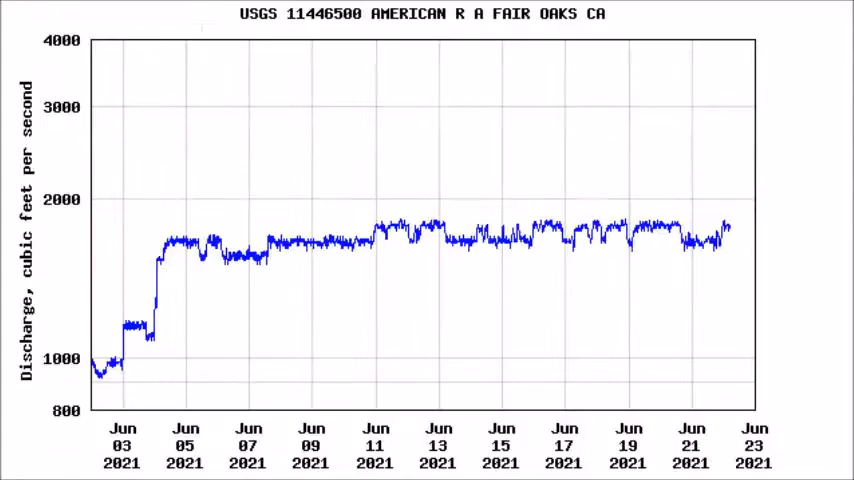 USGS 11446500 AMERICAN R A FAIR OAKS CA
Discharge, cubic feet per second
4000
3000
2000
1000
800
Jun 03 2021
Jun 05 2021
Jun 07 2021
Jun 09 2021
Jun 11 2021
Jun 13 2021
Jun 15 2021
Jun 17 2021
Jun 19 2021
Jun 21 2021
Jun 23 2021